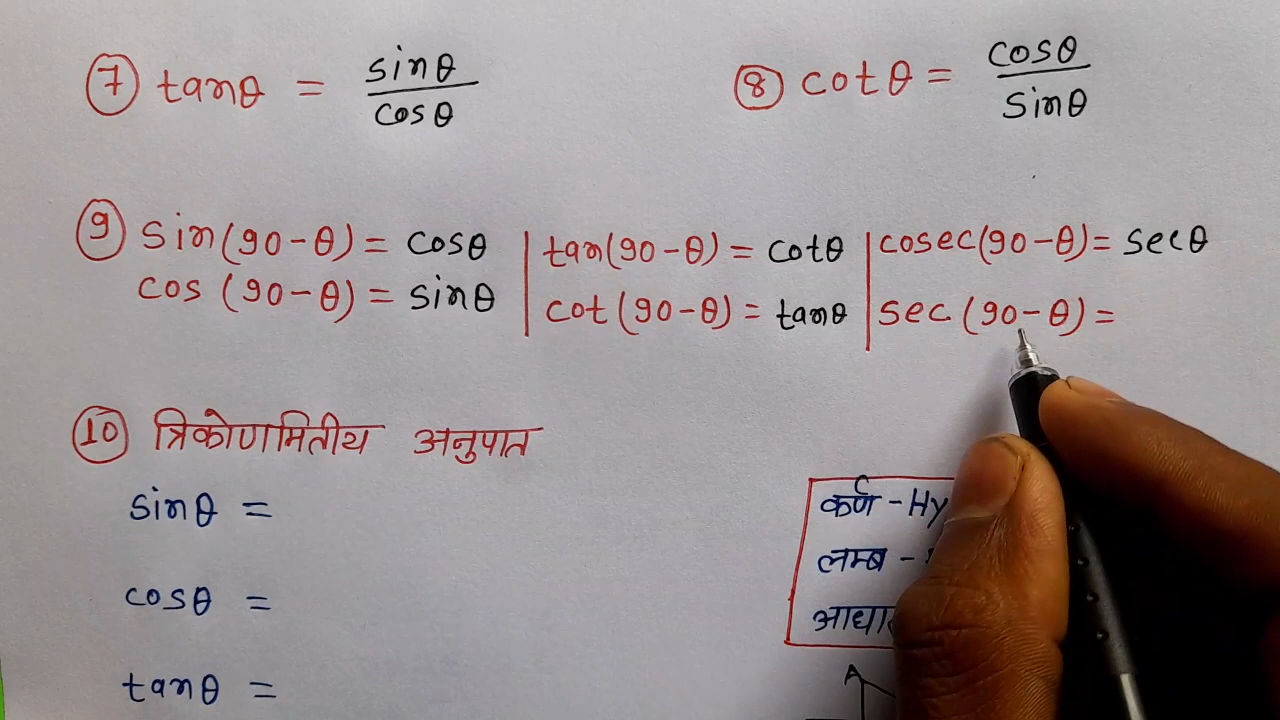 ⑦ tanθ = sinθ/cosθ
⑧ cotθ = cosθ/sinθ
⑨ sin(90-θ) = cosθ | tan(90-θ) = cotθ | cosec(90-θ) = secθ
cos(90-θ) = sinθ | cot(90-θ) = tanθ | sec(90-θ) =
⑩ त्रिकोणमितीय अनुपात
sinθ =
cosθ =
tanθ =
कर्ण - Hy
लम्ब -
A